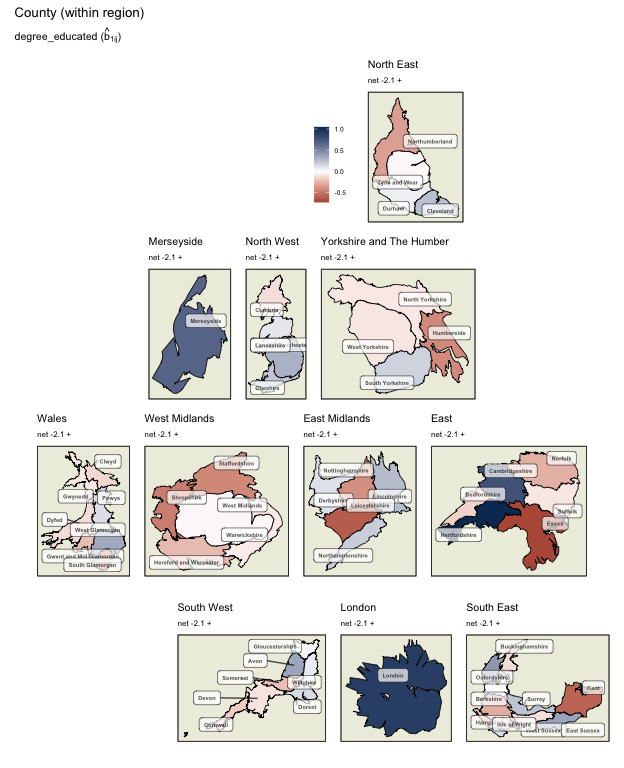 County (within region)
degree_educated (b̂1ij)
North East
net -2.1 +
1.0
0.5
0.0
-0.5
Northumberland
Tyne and Wear
Durham
Cleveland
Merseyside
net -2.1 +
Merseyside
North West
net -2.1 +
Cumbria
Lancashire
Cheshire
Yorkshire and The Humber
net -2.1 +
North Yorkshire
Humberside
West Yorkshire
South Yorkshire
Wales
net -2.1 +
Clwyd
Gwynedd
Powys
Dyfed
West Glamorgan
Gwent and Mid Glamorgan
South Glamorgan
West Midlands
net -2.1 +
Staffordshire
Shropshire
West Midlands
Warwickshire
Hereford and Worcester
East Midlands
net -2.1 +
Nottinghamshire
Derbyshire
Lincolnshire
Leicestershire
Northamptonshire
East
net -2.1 +
Norfolk
Cambridgeshire
Bedfordshire
Suffolk
Essex
Hertfordshire
South West
net -2.1 +
Gloucestershire
Avon
Somerset
Wiltshire
Devon
Dorset
Cornwall
London
net -2.1 +
London
South East
net -2.1 +
Buckinghamshire
Oxfordshire
Kent
Berkshire
Surrey
Isle of Wight
West Sussex
East Sussex